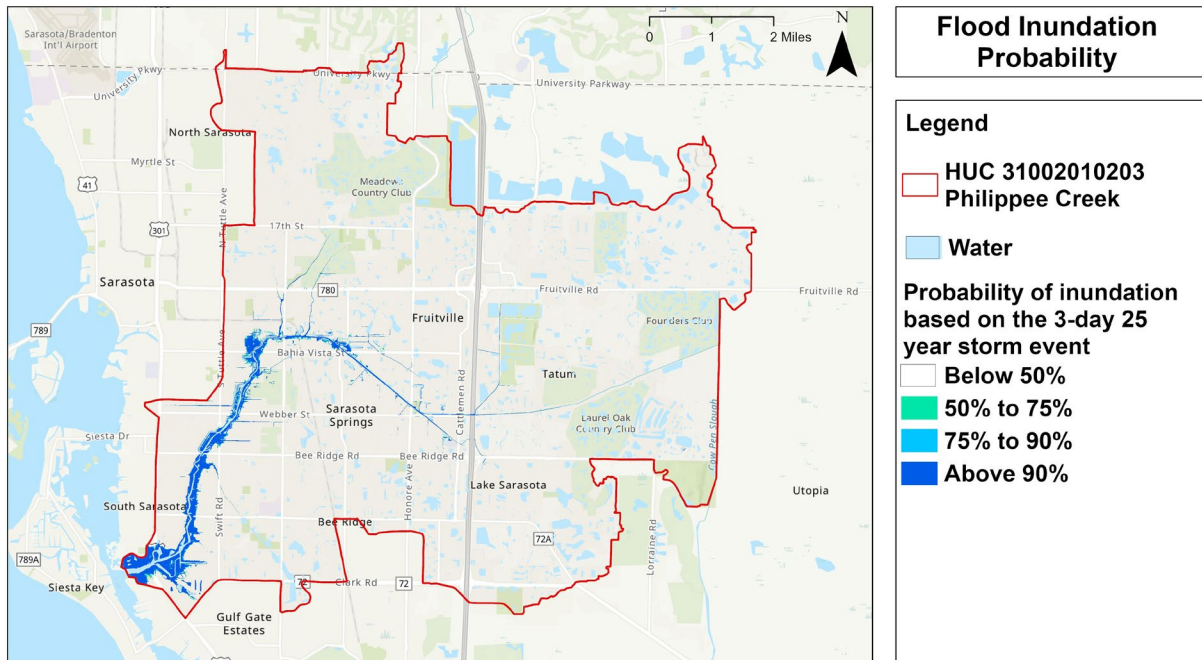 Flood Inundation
Probability
Legend
HUC 31002010203
Philippee Creek
Water
Probability of inundation
based on the 3-day 25
year storm event
Below 50%
50% to 75%
75% to 90%
Above 90%
N
0 1 2 Miles
Sarasota/Bradenton
Int'l Airport
University Pkwy
University Pkwy
University Parkway
North Sarasota
Myrtle St
41
301
Meadows
Country Club
N Tuttle Ave
17th St
Sarasota
780
Fruitville Rd
Fruitville Rd
789
Fruitville
Founders Club
S Tuttle Ave
Bahia Vista St
Cattlemen Rd
Tatum
Webber St
Sarasota
Springs
Laurel Oak
Country Club
Cow Pen Slough
Siesta Dr
Bee Ridge Rd
Bee Ridge Rd
Honore Ave
Lake Sarasota
Utopia
South Sarasota
Swift Rd
Bee Ridge
72A
Lorraine Rd
789A
Siesta Key
72
Clark Rd
72
Gulf Gate
Estates